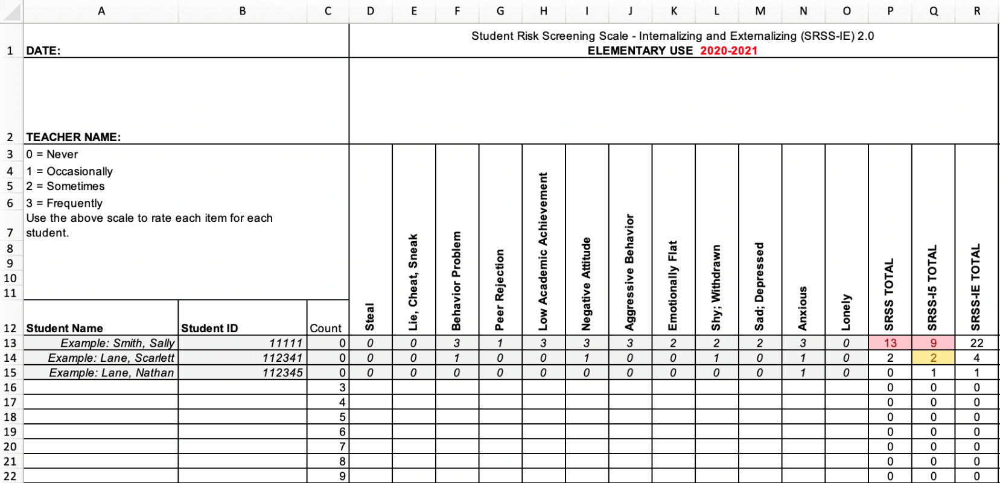 A B C D E F G H I J K L M N O P Q R
Student Risk Screening Scale - Internalizing and Externalizing (SRSS-IE) 2.0
1 DATE: ELEMENTARY USE 2020-2021
2 TEACHER NAME:
3 0 = Never
4 1 = Occasionally
5 2 = Sometimes
6 3 = Frequently
Use the above scale to rate each item for each
7 student.
8
9
10
11
12 Student Name Student ID Count Steal Lie, Cheat, Sneak Behavior Problem Peer Rejection Low Academic Achievement Negative Attitude Aggressive Behavior Emotionally Flat Shy; Withdrawn Sad; Depressed Anxious Lonely SRSS TOTAL SRSS-I5 TOTAL SRSS-IE TOTAL
13 Example: Smith, Sally 11111 0 0 0 3 1 3 3 3 2 2 2 3 0 13 9 22
14 Example: Lane, Scarlett 112341 0 0 0 1 0 0 1 0 0 1 0 1 0 2 2 4
15 Example: Lane, Nathan 112345 0 0 0 0 0 0 0 0 0 0 0 1 0 0 1 1
16 3 0 0 0
17 4 0 0 0
18 5 0 0 0
19 6 0 0 0
20 7 0 0 0
21 8 0 0 0
22 9 0 0 0